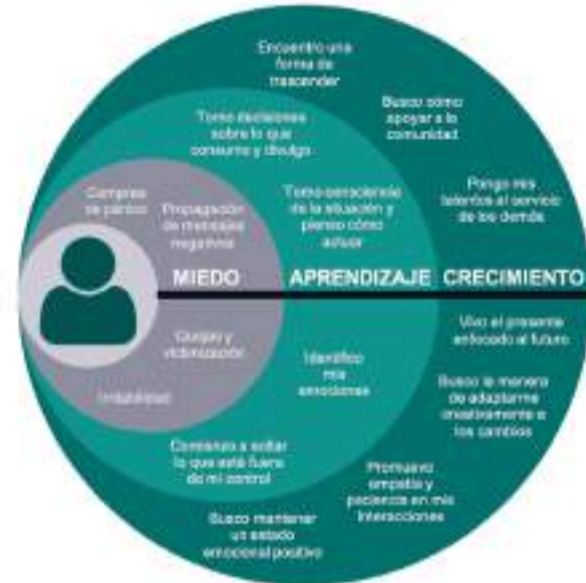 Encuentro una
forma de
trascender
Busco cómo
apoyar a la
comunidad
Tomo decisiones
sobre lo que
consumo y divulgo
Pongo mis
talentos al servicio
de los demás
Compras
de pánico
Propagación
de mensajes
negativos
Tomo consciencia
de la situación y
pienso cómo
actuar
MIEDO APRENDIZAJE CRECIMIENTO
Quejas y
victimización
Irritabilidad
Identifico
mis
emociones
Vivo el presente
enfocado al futuro
Busco la manera
de adaptarme
creativamente a
los cambios
Comienzo a soltar
lo que está fuera
de mi control
Promuevo
empatía y
paciencia en mis
interacciones
Busco mantener
un estado
emocional positivo